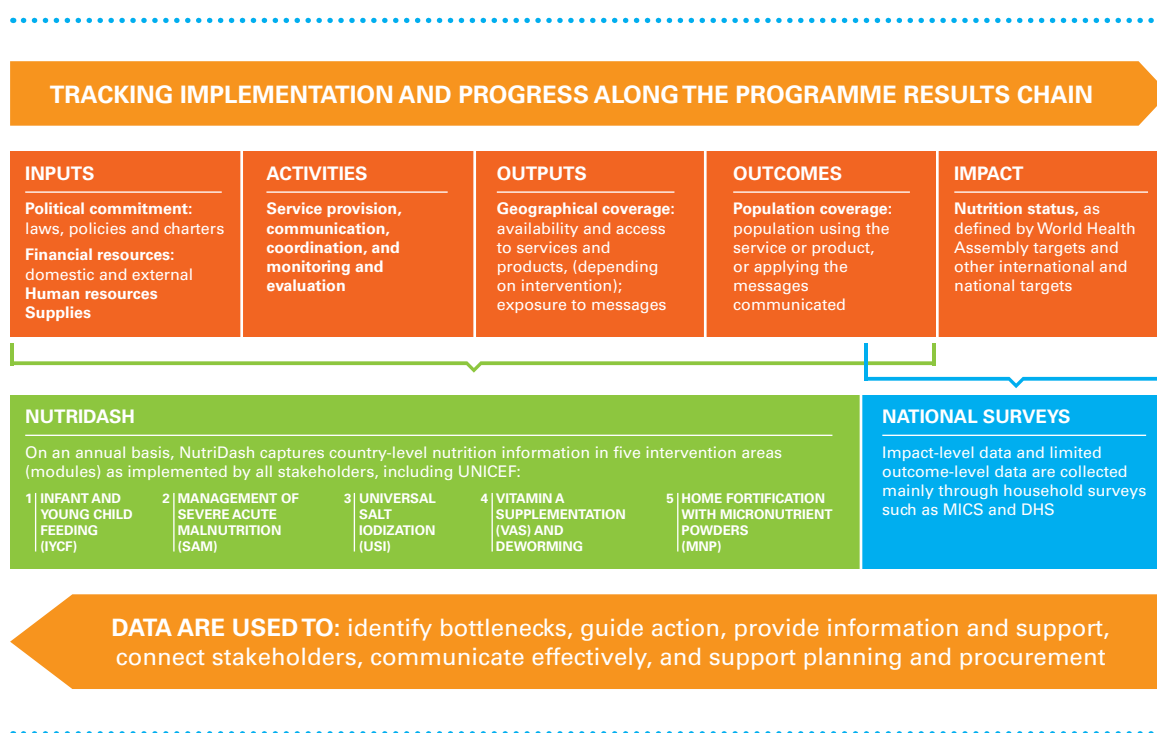 TRACKING IMPLEMENTATION AND PROGRESS ALONG THE PROGRAMME RESULTS CHAIN
INPUTS
Political commitment:
laws, policies and charters
Financial resources:
domestic and external
Human resources
Supplies
ACTIVITIES
Service provision,
communication,
coordination, and
monitoring and
evaluation
OUTPUTS
Geographical coverage:
availability and access
to services and
products, (depending
on intervention);
exposure to messages
OUTCOMES
Population coverage:
population using the
service or product,
or applying the
messages
communicated
IMPACT
Nutrition status, as
defined by World Health
Assembly targets and
other international and
national targets
NUTRIDASH
On an annual basis, NutriDash captures country-level nutrition information in five intervention areas
(modules) as implemented by all stakeholders, including UNICEF:
1 INFANT AND
YOUNG CHILD
FEEDING
(IYCF)
2 MANAGEMENT OF
SEVERE ACUTE
MALNUTRITION
(SAM)
3 UNIVERSAL
SALT
IODIZATION
(USI)
4 VITAMIN A
SUPPLEMENTATION
(VAS) AND
DEWORMING
5 HOME FORTIFICATION
WITH MICRONUTRIENT
POWDERS
(MNP)
NATIONAL SURVEYS
Impact-level data and limited
outcome-level data are collected
mainly through household surveys
such as MICS and DHS
DATA ARE USED TO: identify bottlenecks, guide action, provide information and support,
connect stakeholders, communicate effectively, and support planning and procurement